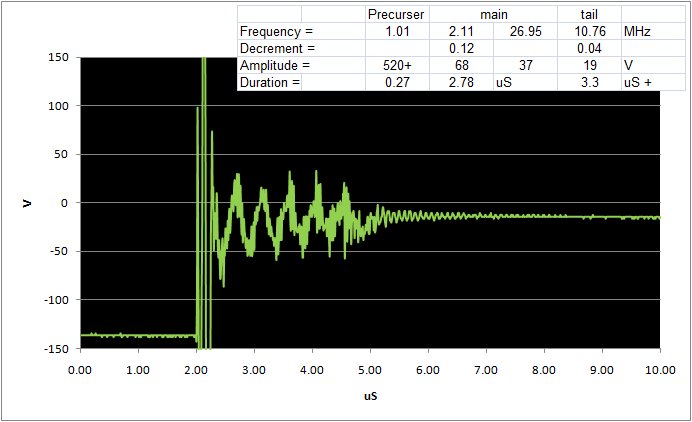 Precurser main tail
Frequency = 1.01 2.11 26.95 10.76 MHz
Decrement = 0.12 0.04
Amplitude = 520+ 68 37 19 V
Duration = 0.27 2.78 uS 3.3 uS +
150
100
50
0
-50
-100
-150
V
0.00 1.00 2.00 3.00 4.00 5.00 6.00 7.00 8.00 9.00 10.00
uS